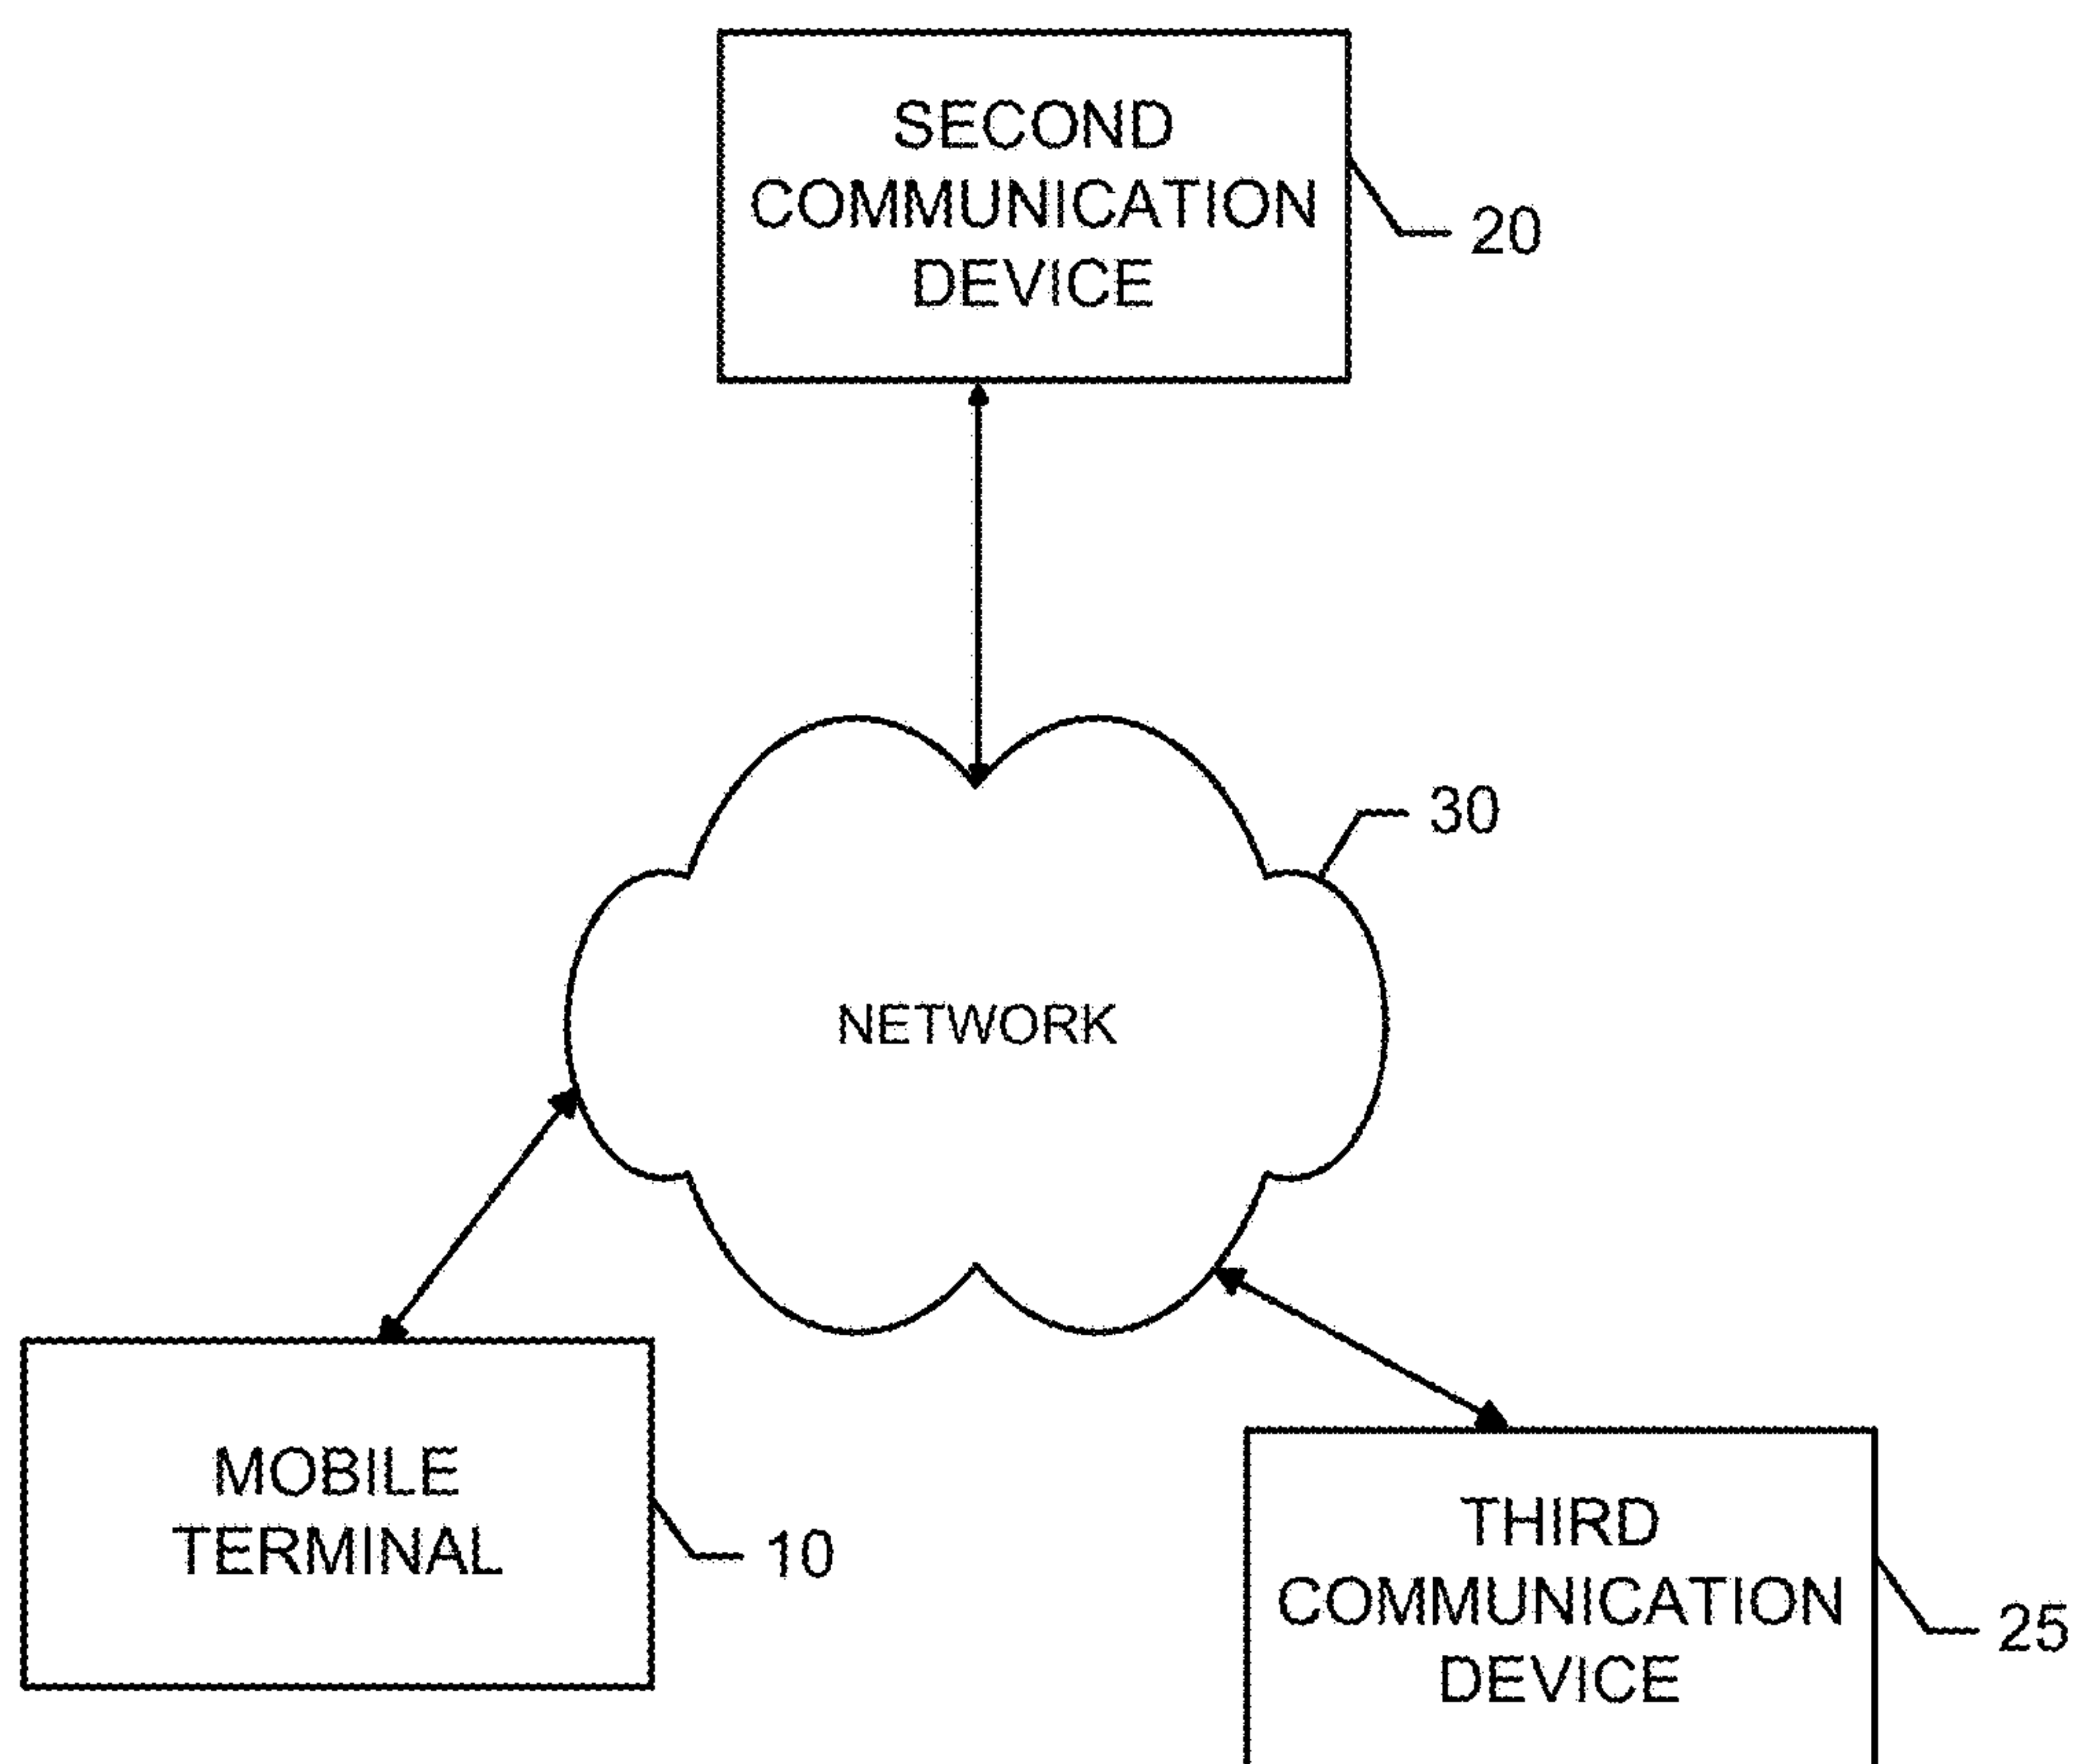 SECOND
COMMUNICATION
DEVICE
20
30
NETWORK
MOBILE
TERMINAL
10
THIRD
COMMUNICATION
DEVICE
25